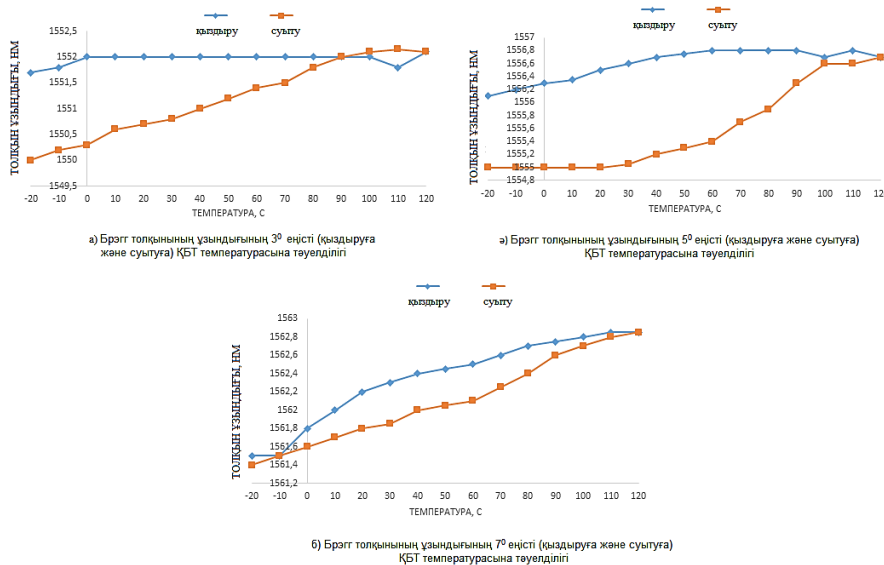 қыздыру суыту
ТОЛҚЫН ҰЗЫНДЫҒЫ, НМ
1552,5
1552
1551,5
1551
1550,5
1550
1549,5
-20 -10 0 10 20 30 40 50 60 70 80 90 100 110 120
ТЕМПЕРАТУРА, С
а) Брэгг толқынының ұзындығының 3⁰ еңісті (қыздыруға
және суытуға) ҚБТ температурасына тәуелділігі
қыздыру суыту
ТОЛҚЫН ҰЗЫНДЫҒЫ, НМ
1557
1556,8
1556,6
1556,4
1556,2
1556
1555,8
1555,6
1555,4
1555,2
1555
1554,8
-20 -10 0 10 20 30 40 50 60 70 80 90 100 110 12
ТЕМПЕРАТУРА, С
ә) Брэгг толқынының ұзындығының 5⁰ еңісті (қыздыруға және суытуға)
ҚБТ температурасына тәуелділігі
қыздыру суыту
ТОЛҚЫН ҰЗЫНДЫҒЫ, НМ
1563
1562,8
1562,6
1562,4
1562,2
1562
1561,8
1561,6
1561,4
1561,2
-20 -10 0 10 20 30 40 50 60 70 80 90 100 110 120
ТЕМПЕРАТУРА, С
б) Брэгг толқынының ұзындығының 7⁰ еңісті (қыздыруға және суытуға)
ҚБТ температурасына тәуелділігі